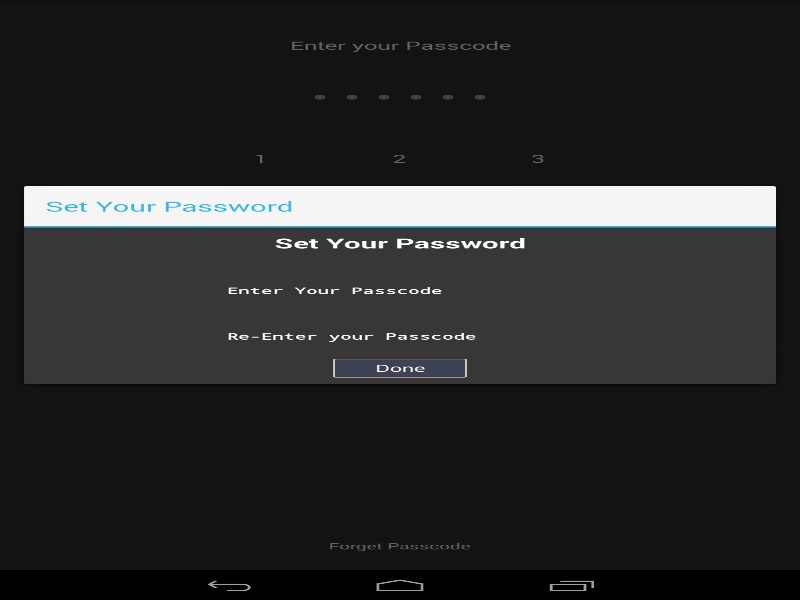 Enter your Passcode
1 2 3
Set Your Password
Set Your Password
Enter Your Passcode
Re-Enter your Passcode
Done
Forget Passcode